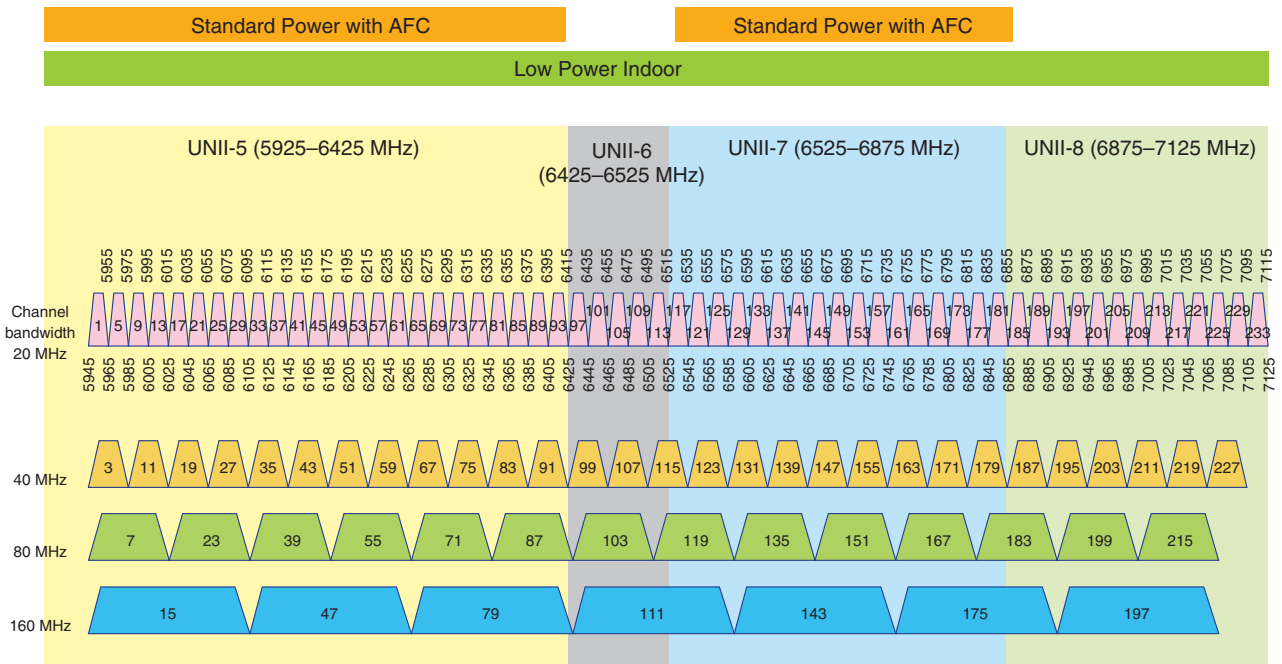 Standard Power with AFC Standard Power with AFC
Low Power Indoor
UNII-5 (5925–6425 MHz) UNII-6 UNII-7 (6525–6875 MHz) UNII-8 (6875–7125 MHz)
(6425–6525 MHz)
5955 5975 5995 6015 6035 6055 6075 6095 6115 6135 6155 6175 6195 6215 6235 6255 6275 6295 6315 6335 6355 6375 6395 6415 6435 6455 6475 6495 6515 6535 6555 6575 6595 6615 6635 6655 6675 6695 6715 6735 6755 6775 6795 6815 6835 6855 6875 6895 6915 6935 6955 6975 6995 7015 7035 7055 7075 7095 7115
Channel
bandwidth
20 MHz
1 5 9 13 17 21 25 29 33 37 41 45 49 53 57 61 65 69 73 77 81 85 89 93 97 101 105 109 113 117 121 125 129 133 137 141 145 149 153 157 161 165 169 173 177 181 185 189 193 197 201 205 209 213 217 221 225 229 233
5945 5965 5985 6005 6025 6045 6065 6085 6105 6125 6145 6165 6185 6205 6225 6245 6265 6285 6305 6325 6345 6365 6385 6405 6425 6445 6465 6485 6505 6525 6545 6565 6585 6605 6625 6645 6665 6685 6705 6725 6745 6765 6785 6805 6825 6845 6865 6885 6905 6925 6945 6965 6985 7005 7025 7045 7065 7085 7105 7125
40 MHz 3 11 19 27 35 43 51 59 67 75 83 91 99 107 115 123 131 139 147 155 163 171 179 187 195 203 211 219 227
80 MHz 7 23 39 55 71 87 103 119 135 151 167 183 199 215
160 MHz 15 47 79 111 143 175 197